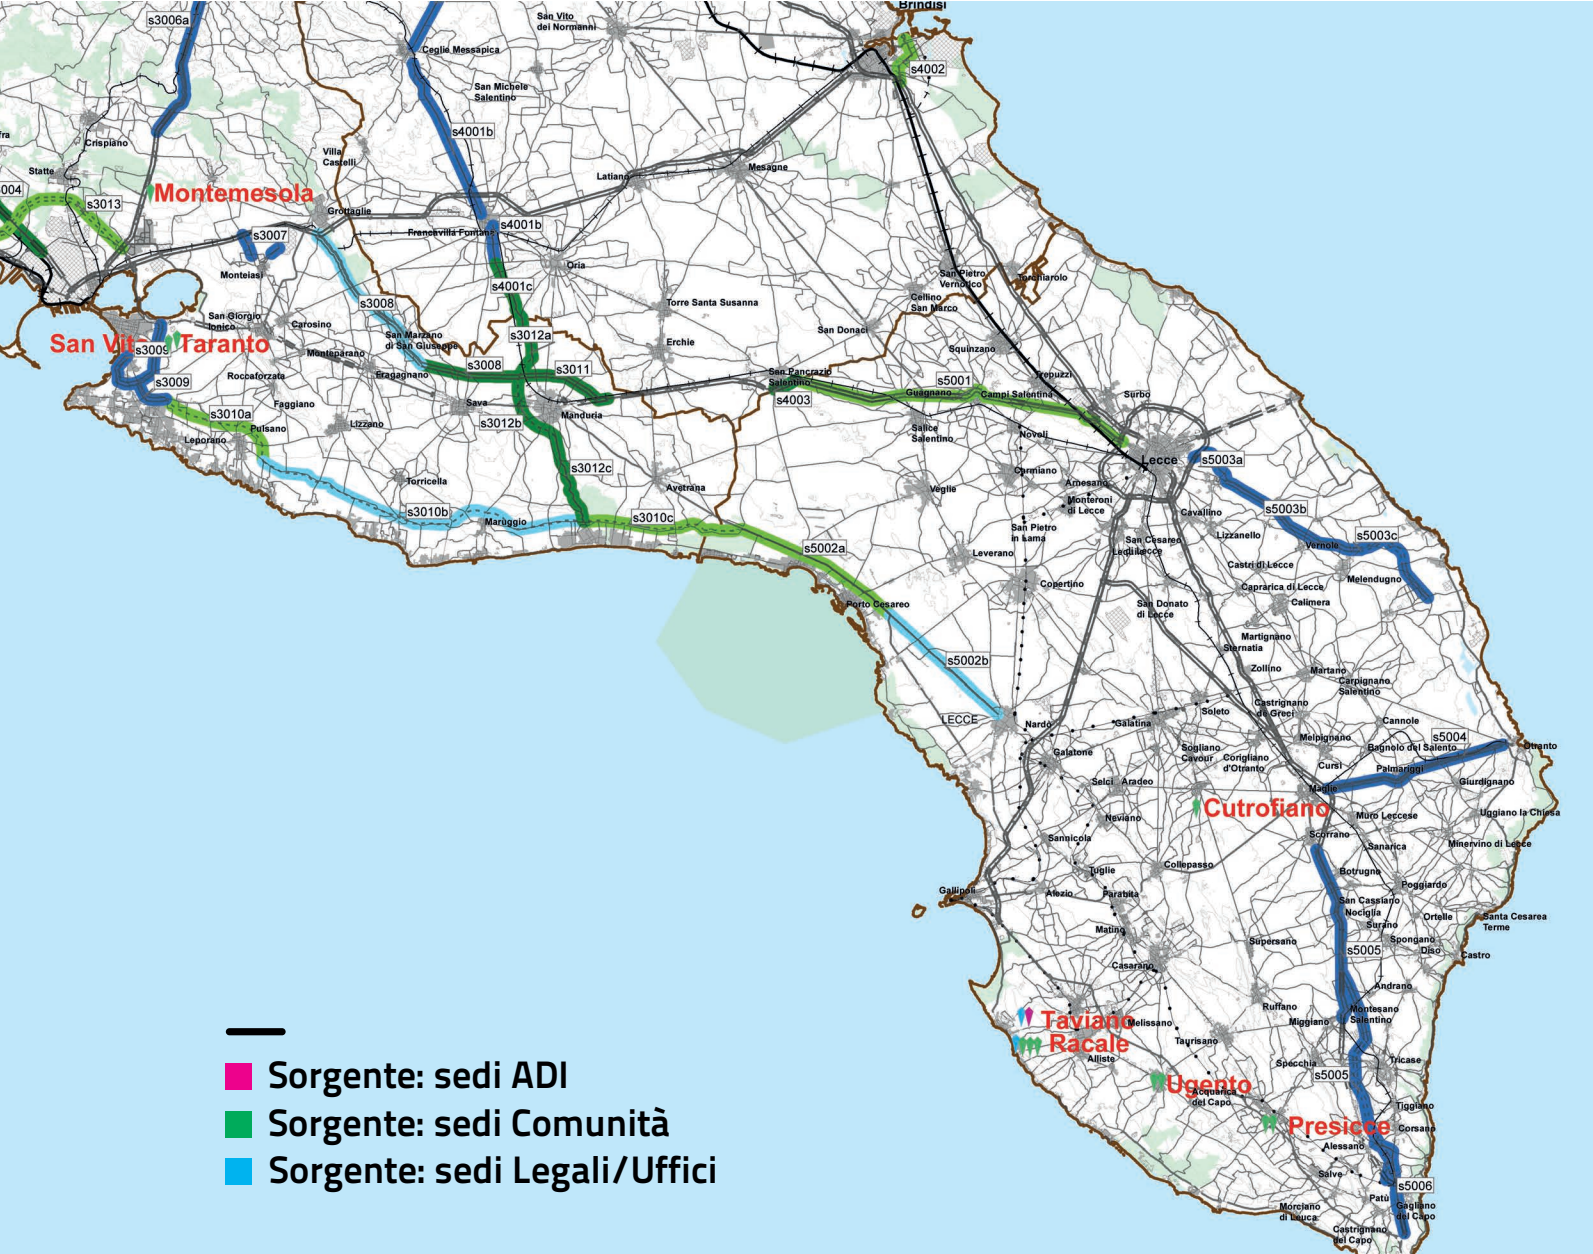 Brindisi
s3006a
San Vito
dei Normanni
Ceglie Messapica
s4002
San Michele
Salentino
s4001b
fra
Crispiano
Villa
Castelli
Statte
Latiano
Mesagne
004
Montemesola
s3013
Grottaglie
s4001b
s3007
Francavilla Fontana
Oria
Monteiasi
San Pietro
Vernotico
Torchiarolo
s4001c
Cellino
San Marco
s3008
Torre Santa Susanna
San Giorgio
Ionico
Carosino
San Donaci
s3012a
San Marzano
di San Giuseppe
San Vito
s3009
Taranto
Erchie
Squinzano
Monteparano
s3008
s3011
Fragagnano
Roccaforzata
s3009
San Pancrazio
Salentino
s5001
Trepuzzi
s4003
Guagnano
Campi Salentina
Surbo
Sava
Faggiano
s3010a
Manduria
s3012b
Pulsano
Lizzano
Leporano
Salice
Salentino
Novoli
Lecce
s5003a
s3012c
Carmiano
Torricella
Avetrana
Veglie
Arnesano
Monteroni
di Lecce
s3010b
Maruggio
s3010c
Cavallino
s5003b
San Pietro
in Lama
Lizzanello
s5003c
San Cesareo
di Lecce
Vernole
s5002a
Leverano
Castri di Lecce
Melendugno
Copertino
Caprarica di Lecce
Calimera
Porto Cesareo
San Donato
di Lecce
Martignano
Sternatia
s5002b
Zollino
Martano
Carpignano
Salentino
LECCE
Nardò
Galatina
Soleto
Castrignano
de Greci
Cannole
s5004
Melpignano
Bagnolo del Salento
Otranto
Galatone
Sogliano
Cavour
Corigliano
d'Otranto
Cursi
Palmariggi
Selci
Aradeo
Maglie
Giurdignano
Cutrofiano
Neviano
Muro Leccese
Uggiano la Chiesa
Sannicola
Scorrano
Sanarica
Minervino di Lecce
Tuglie
Collepasso
Botrugno
Poggiardo
Gallipoli
Alezio
Parabita
San Cassiano
Nociglia
Ortelle
Santa Cesarea
Terme
Surano
Matino
Supersano
s5005
Spongano
Diso
Castro
Casarano
Andrano
Ruffano
Taviano
Melissano
Miggiano
Montesano
Salentino
Racale
Taurisano
Alliste
Specchia
Tricase
s5005
Ugento
Acquarica
del Capo
Tiggiano
Presicce
Corsano
Alessano
Salve
s5006
Patù
Morciano
di Leuca
Gagliano
del Capo
Castrignano
del Capo
Sorgente: sedi ADI
Sorgente: sedi Comunità
Sorgente: sedi Legali/Uffici